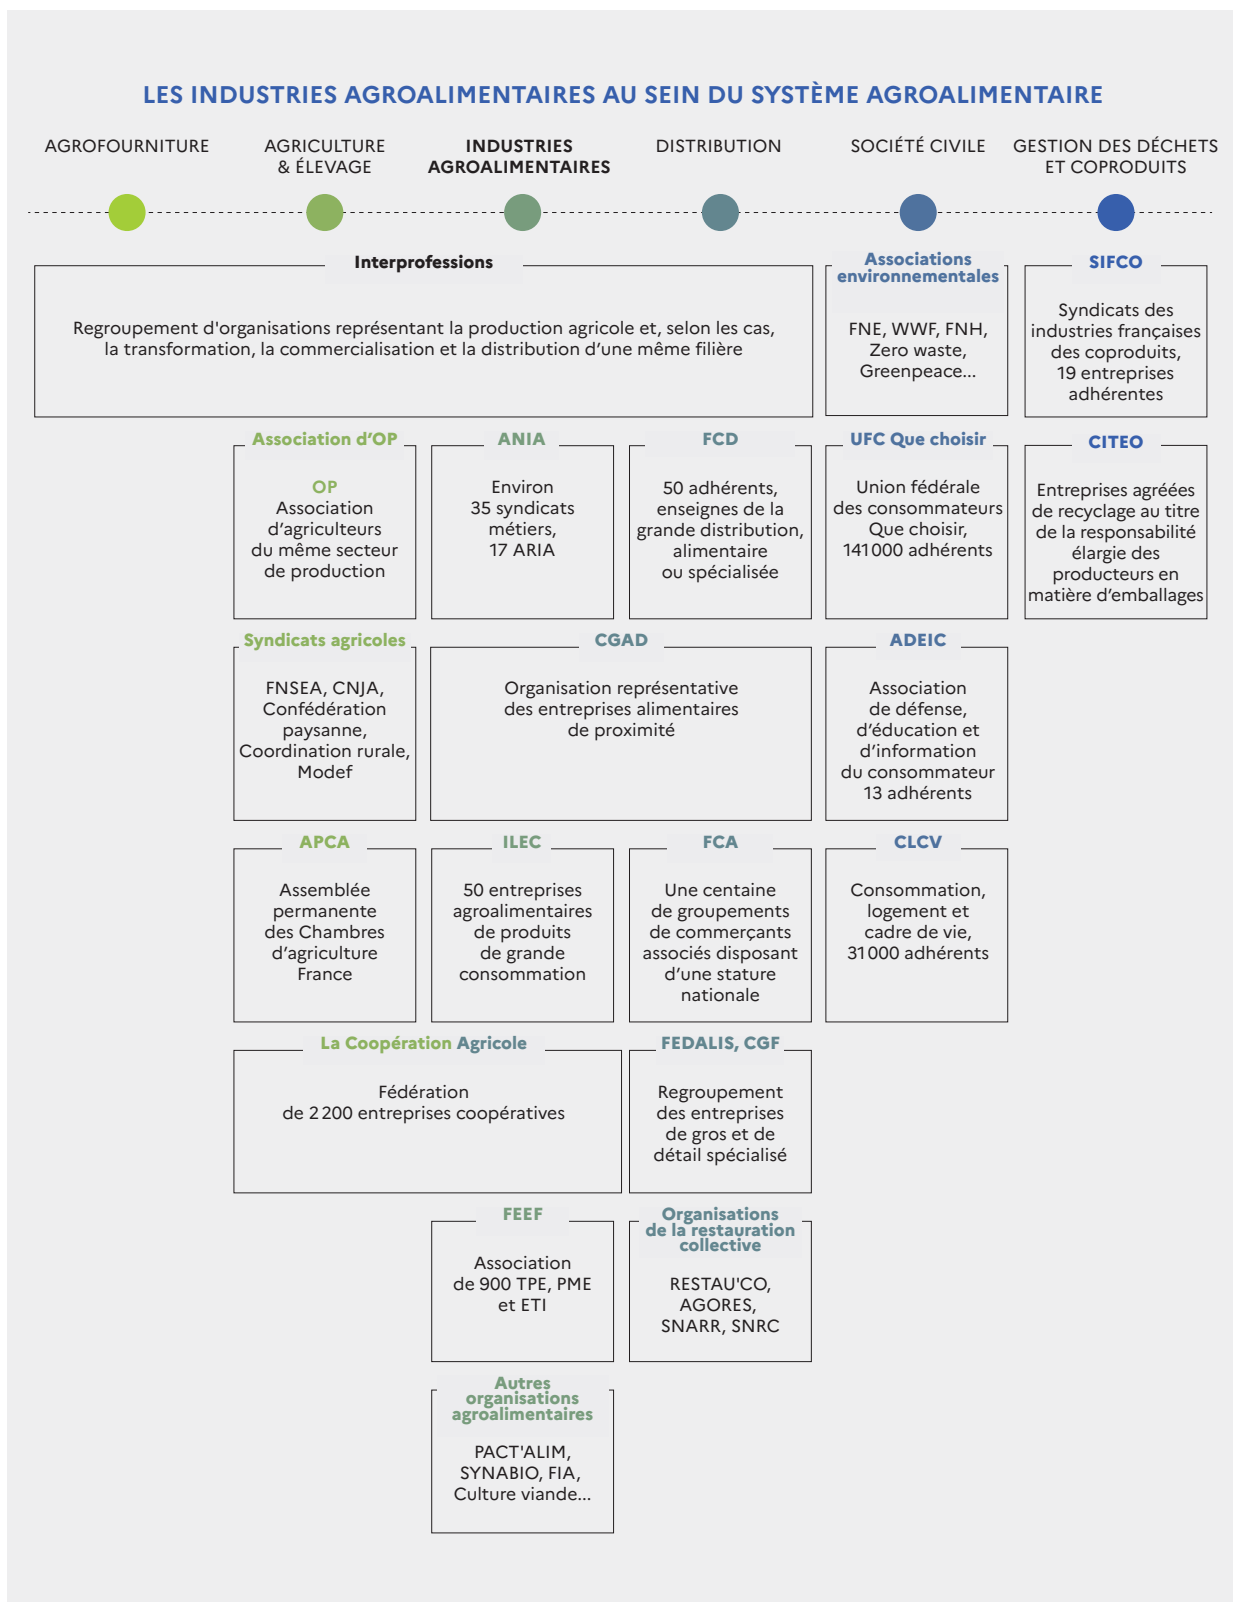 LES INDUSTRIES AGROALIMENTAIRES AU SEIN DU SYSTÈME AGROALIMENTAIRE
AGROFOURNITURE
AGRICULTURE
& ÉLEVAGE
INDUSTRIES
AGROALIMENTAIRES
DISTRIBUTION
SOCIÉTÉ CIVILE
GESTION DES DÉCHETS
ET COPRODUITS
Interprofessions
Regroupement d'organisations représentant la production agricole et, selon les cas,
la transformation, la commercialisation et la distribution d'une même filière
Associations
environnementales
FNE, WWF, FNH,
Zero waste,
Greenpeace...
SIFCO
Syndicats des
industries françaises
des coproduits,
19 entreprises
adhérentes
Association d'OP
OP
Association
d'agriculteurs
du même secteur
de production
ANIA
Environ
35 syndicats
métiers,
17 ARIA
FCD
50 adhérents,
enseignes de la
grande distribution,
alimentaire
ou spécialisée
UFC Que choisir
Union fédérale
des consommateurs
Que choisir,
141 000 adhérents
CITEO
Entreprises agréées
de recyclage au titre
de la responsabilité
élargie des
producteurs en
matière d'emballages
Syndicats agricoles
FNSEA, CNJA,
Confédération
paysanne,
Coordination rurale,
Modef
CGAD
Organisation représentative
des entreprises alimentaires
de proximité
ADEIC
Association
de défense,
d'éducation et
d'information
du consommateur
13 adhérents
APCA
Assemblée
permanente
des Chambres
d'agriculture
France
ILEC
50 entreprises
agroalimentaires
de produits
de grande
consommation
FCA
Une centaine
de groupements
de commerçants
associés disposant
d'une stature
nationale
CLCV
Consommation,
logement et
cadre de vie,
31 000 adhérents
La Coopération Agricole
Fédération
de 2 200 entreprises coopératives
FEDALIS, CGF
Regroupement
des entreprises
de gros et de
détail spécialisé
FEEF
Association
de 900 TPE, PME
et ETI
Organisations
de la restauration
collective
RESTAU'CO,
AGORES,
SNARR, SNRC
Autres
organisations
agroalimentaires
PACT'ALIM,
SYNABIO, FIA,
Culture viande...